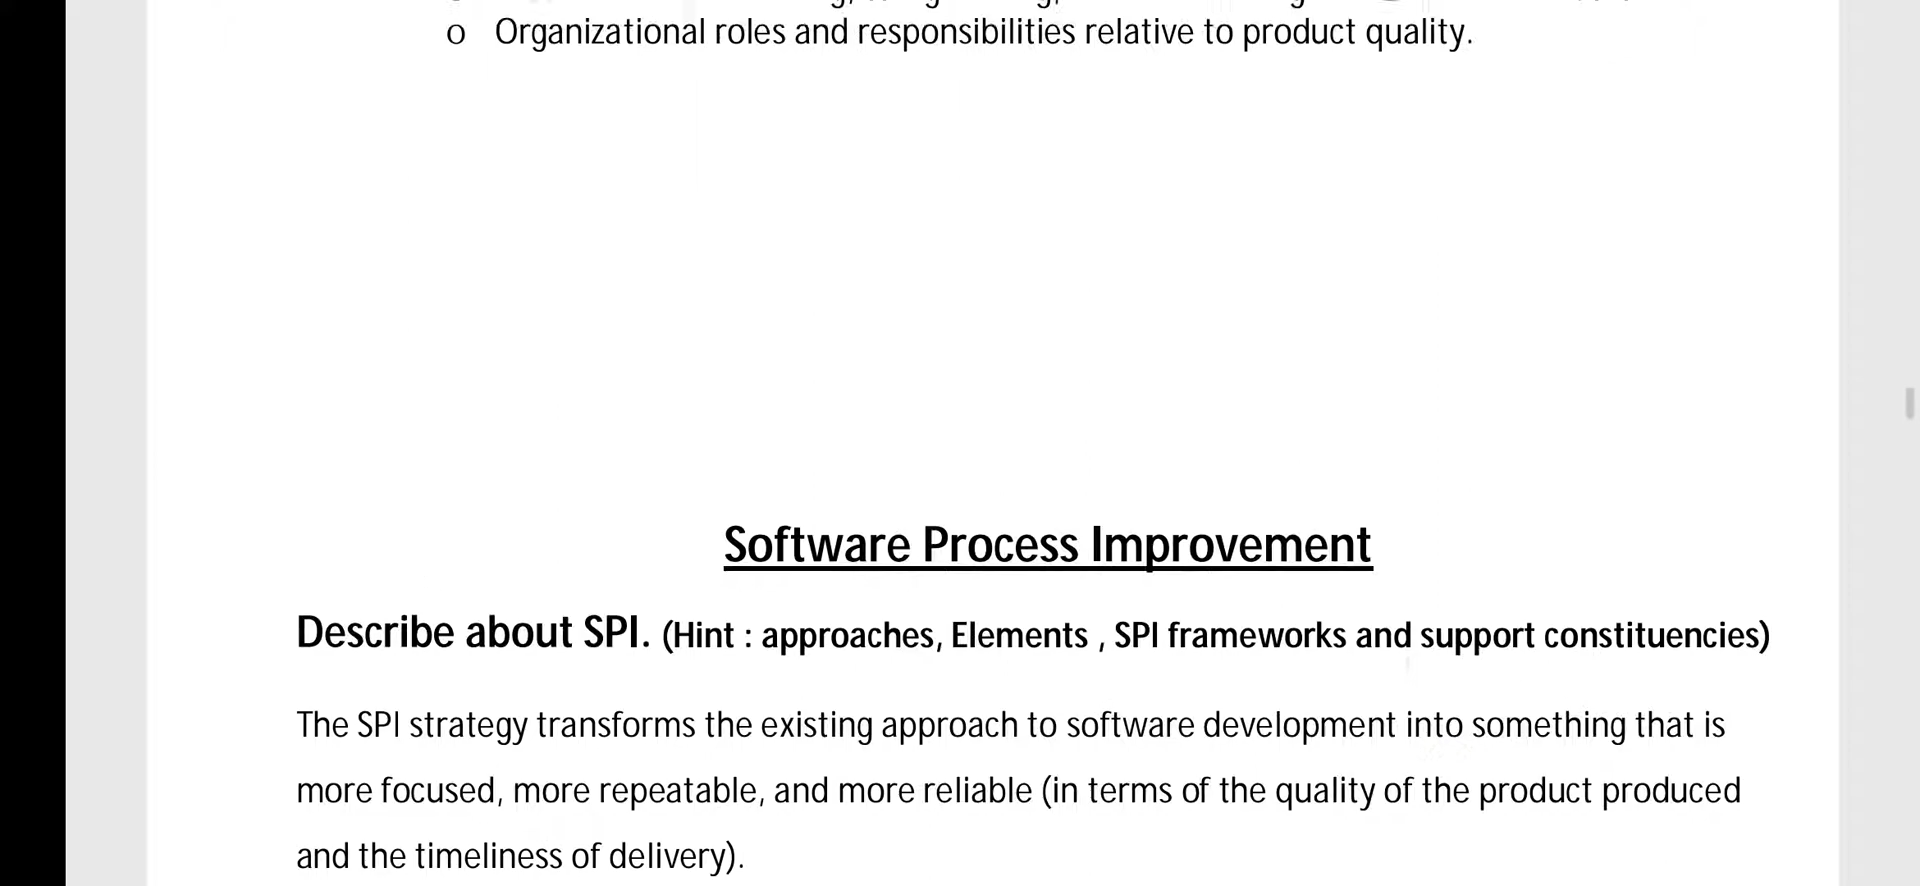 o Organizational roles and responsibilities relative to product quality.
Software Process Improvement
Describe about SPI. (Hint : approaches, Elements , SPI frameworks and support constituencies)
The SPI strategy transforms the existing approach to software development into something that is
more focused, more repeatable, and more reliable (in terms of the quality of the product produced
and the timeliness of delivery).